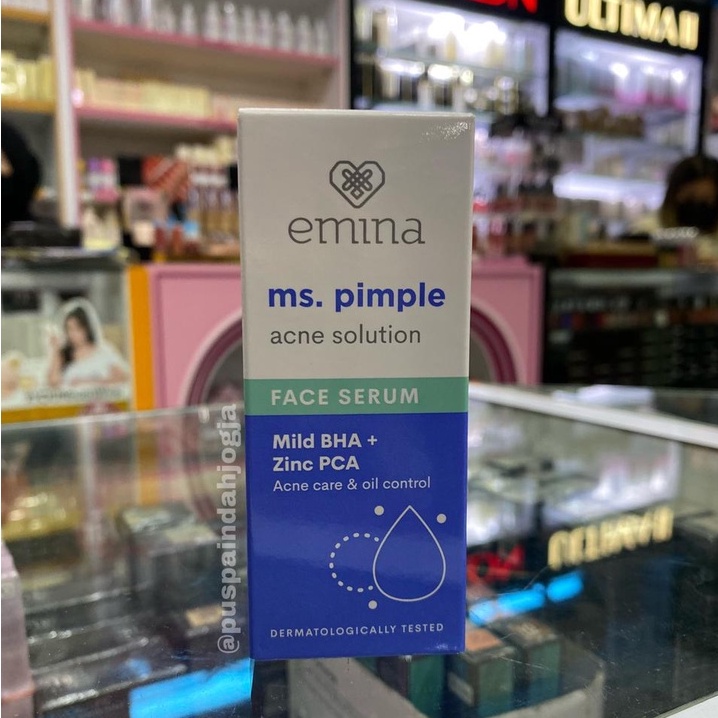 ULTIMA II
emina
ms. pimple
acne solution
FACE SERUM
Mild BHA +
Zinc PCA
Acne care & oil control
DERMATOLOGICALLY TESTED
@puspaindahjogja